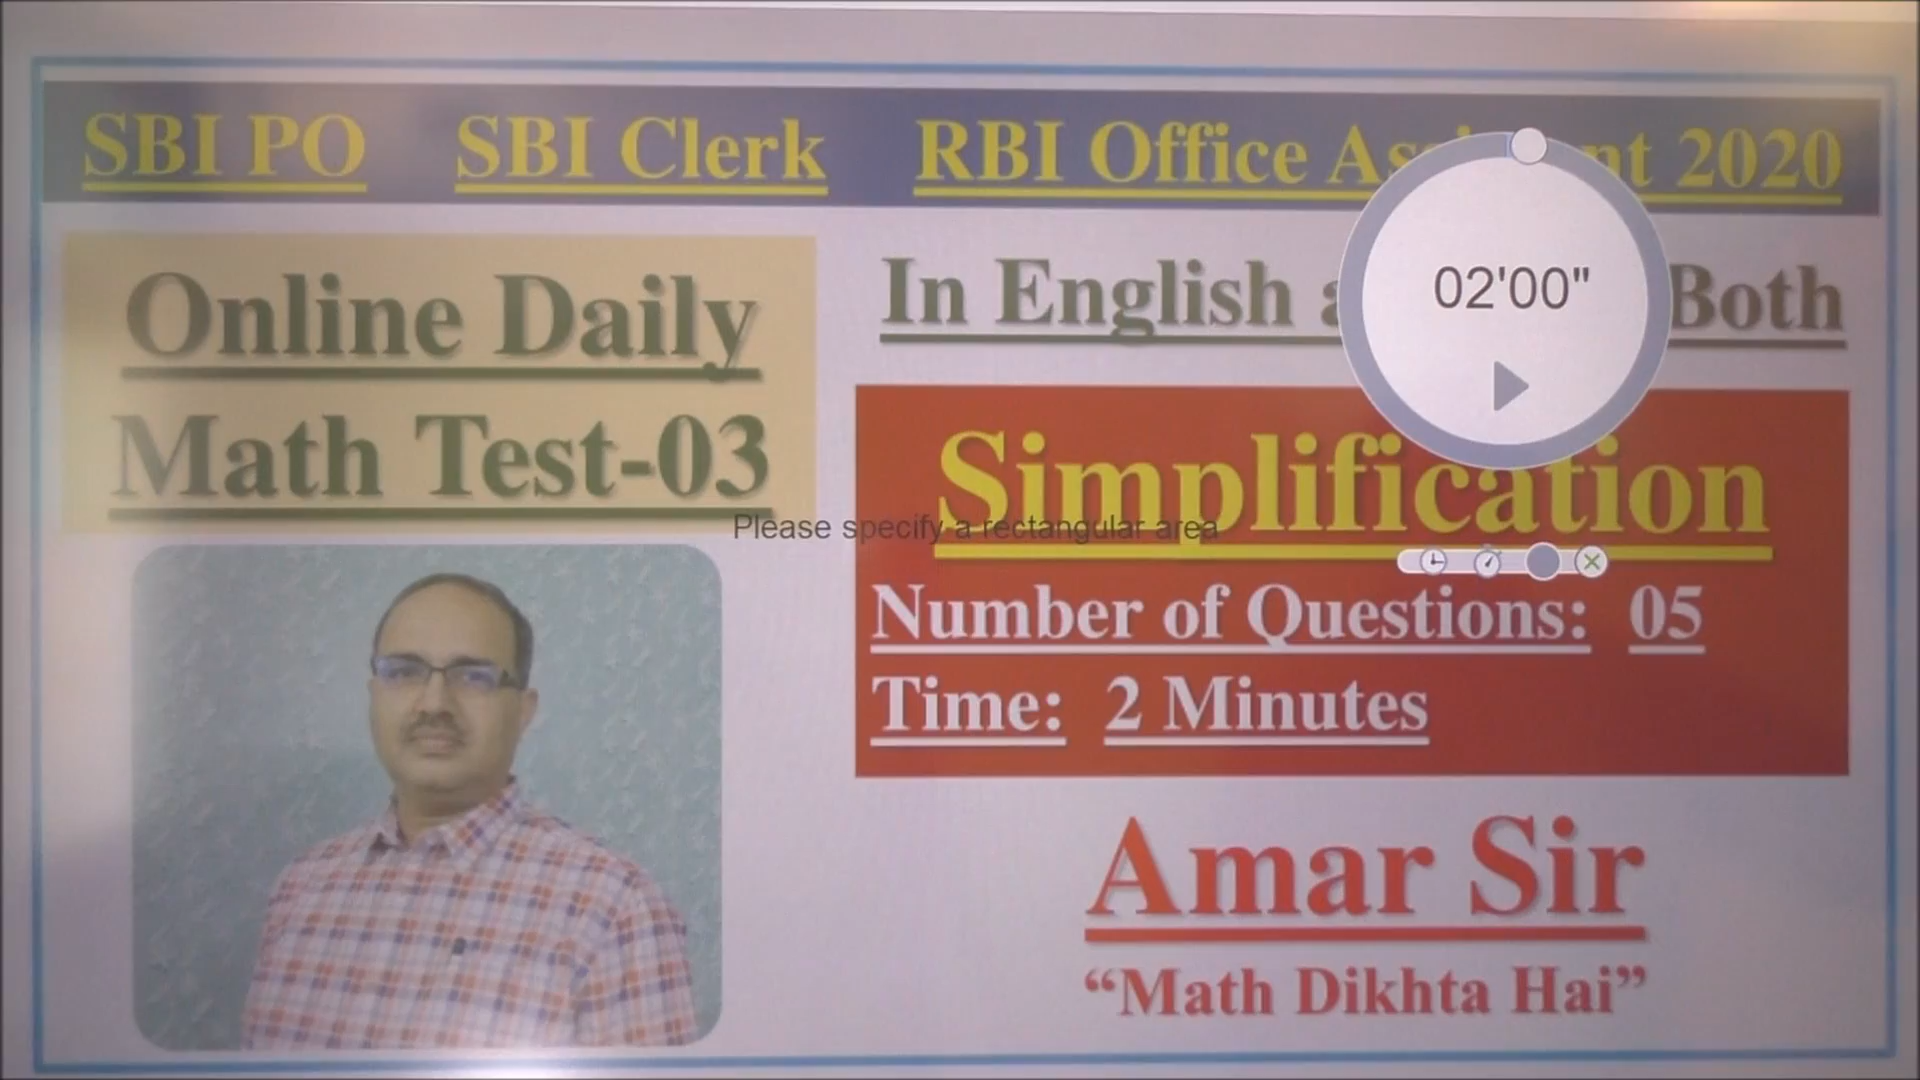 SBI PO SBI Clerk RBI Office As nt 2020
Online Daily
Math Test-03
In English Both
02'00"
Simplification
Please specify a rectangular area
Number of Questions: 05
Time: 2 Minutes
Amar Sir
“Math Dikhta Hai”